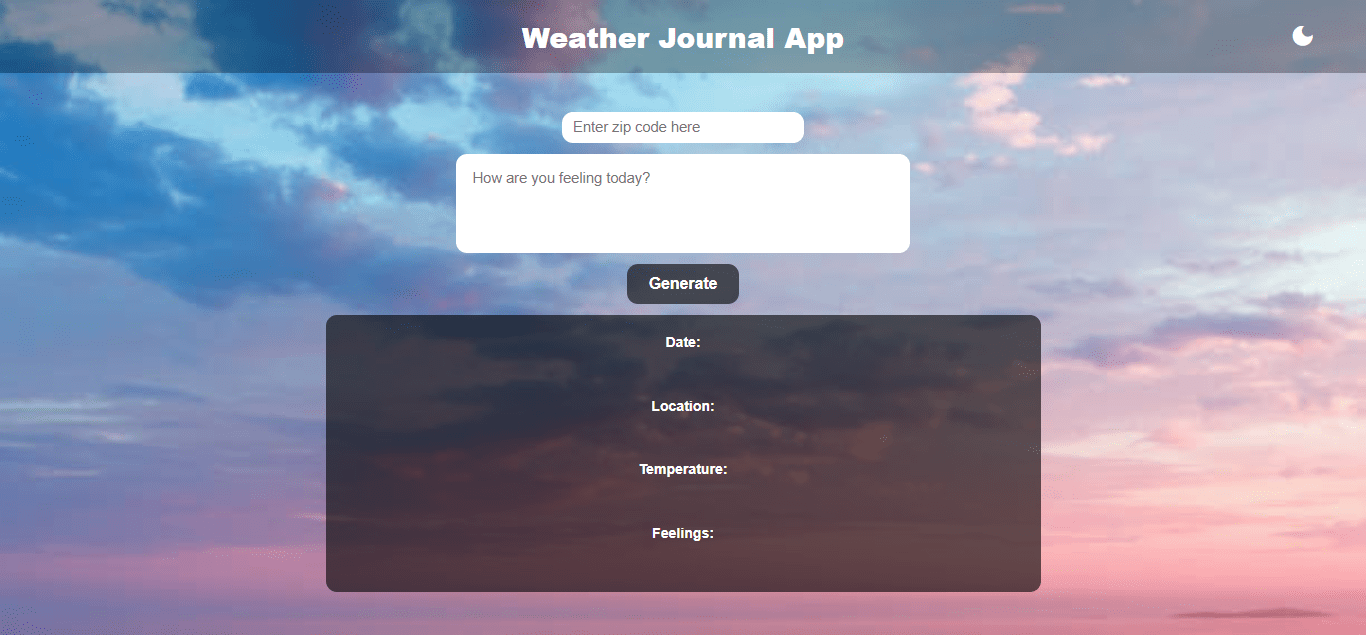 Weather Journal App
Enter zip code here
How are you feeling today?
Generate
Date:
Location:
Temperature:
Feelings: